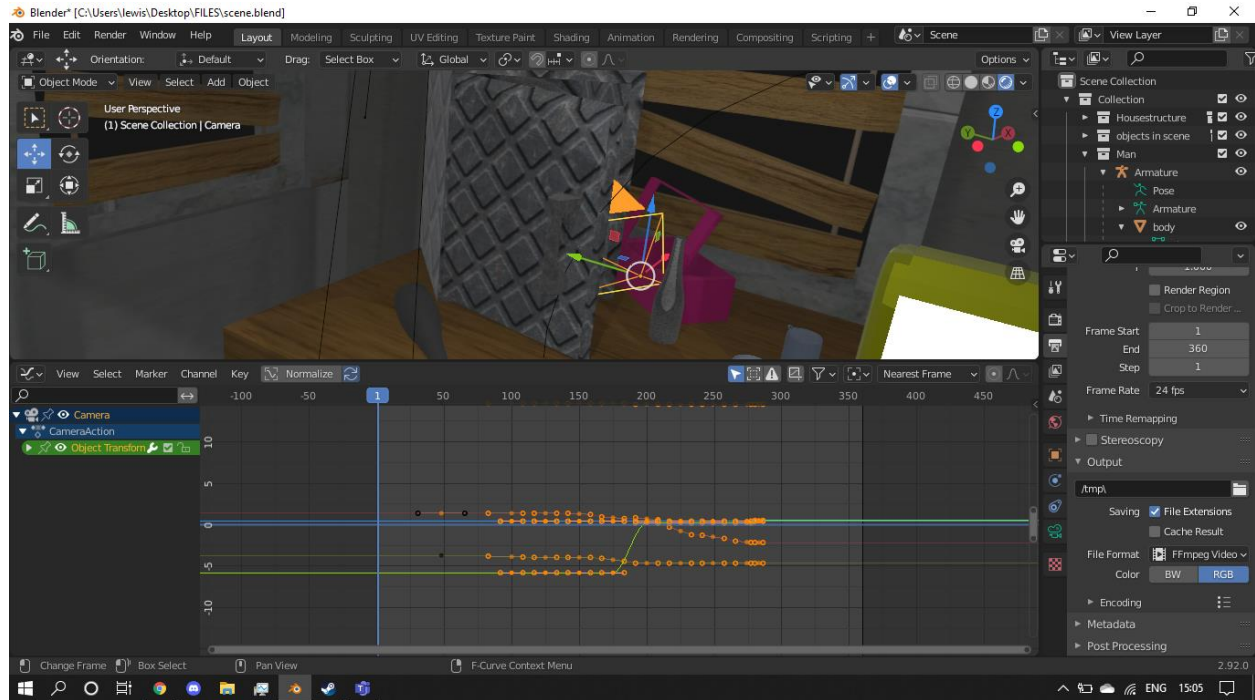 Blender* [C:\Users\lewis\Desktop\FILES\scene.blend]
File Edit Render Window Help Layout Modeling Sculpting UV Editing Texture Paint Shading Animation Rendering Compositing Scripting + Scene View Layer
Orientation: Default Drag: Select Box Global Options
Object Mode View Select Add Object
User Perspective
(1) Scene Collection | Camera
Z
Scene Collection
Collection
Housestructure
objects in scene
Man
Armature
Pose
Armature
body
1.000
Render Region
Crop to Render ...
Frame Start 1
End 360
Step 1
Frame Rate 24 fps
Time Remapping
Stereoscopy
Output
/tmp\
Saving File Extensions
Cache Result
File Format FFmpeg Video
Color BW RGB
Encoding
Metadata
Post Processing
View Select Marker Channel Key Normalize Nearest Frame
-100 -50 1 50 100 150 200 250 300 350 400 450
Camera
CameraAction
Object Transform
10
5
0
-5
-10
Change Frame Box Select Pan View F-Curve Context Menu 2.92.0
ENG 15:05